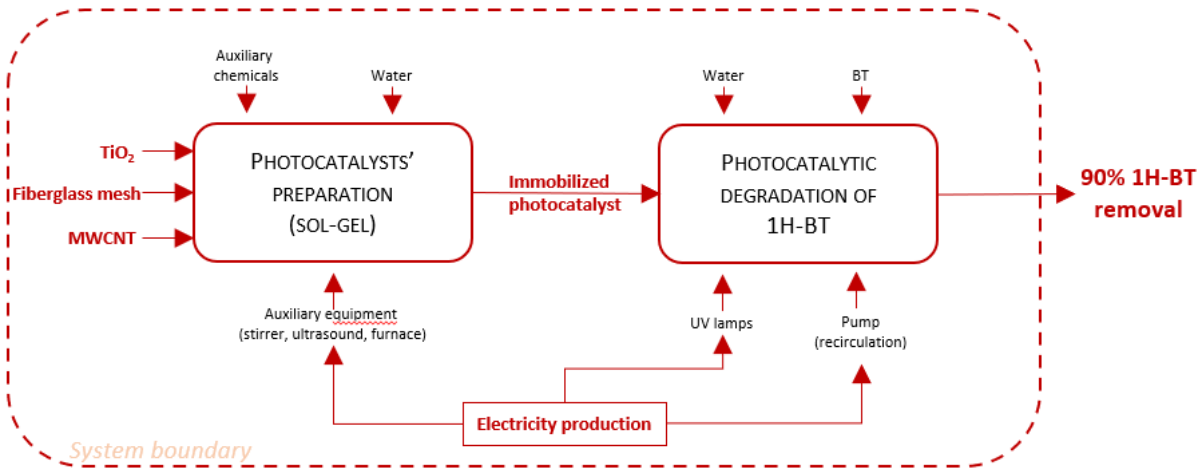 Auxiliary
chemicals
Water
Water
BT
TiO₂
Fiberglass mesh
MWCNT
PHOTOCATALYSTS’
PREPARATION
(SOL-GEL)
Immobilized
photocatalyst
PHOTOCATALYTIC
DEGRADATION OF
1H-BT
90% 1H-BT
removal
Auxiliary equipment
(stirrer, ultrasound, furnace)
UV lamps
Pump
(recirculation)
Electricity production
System boundary